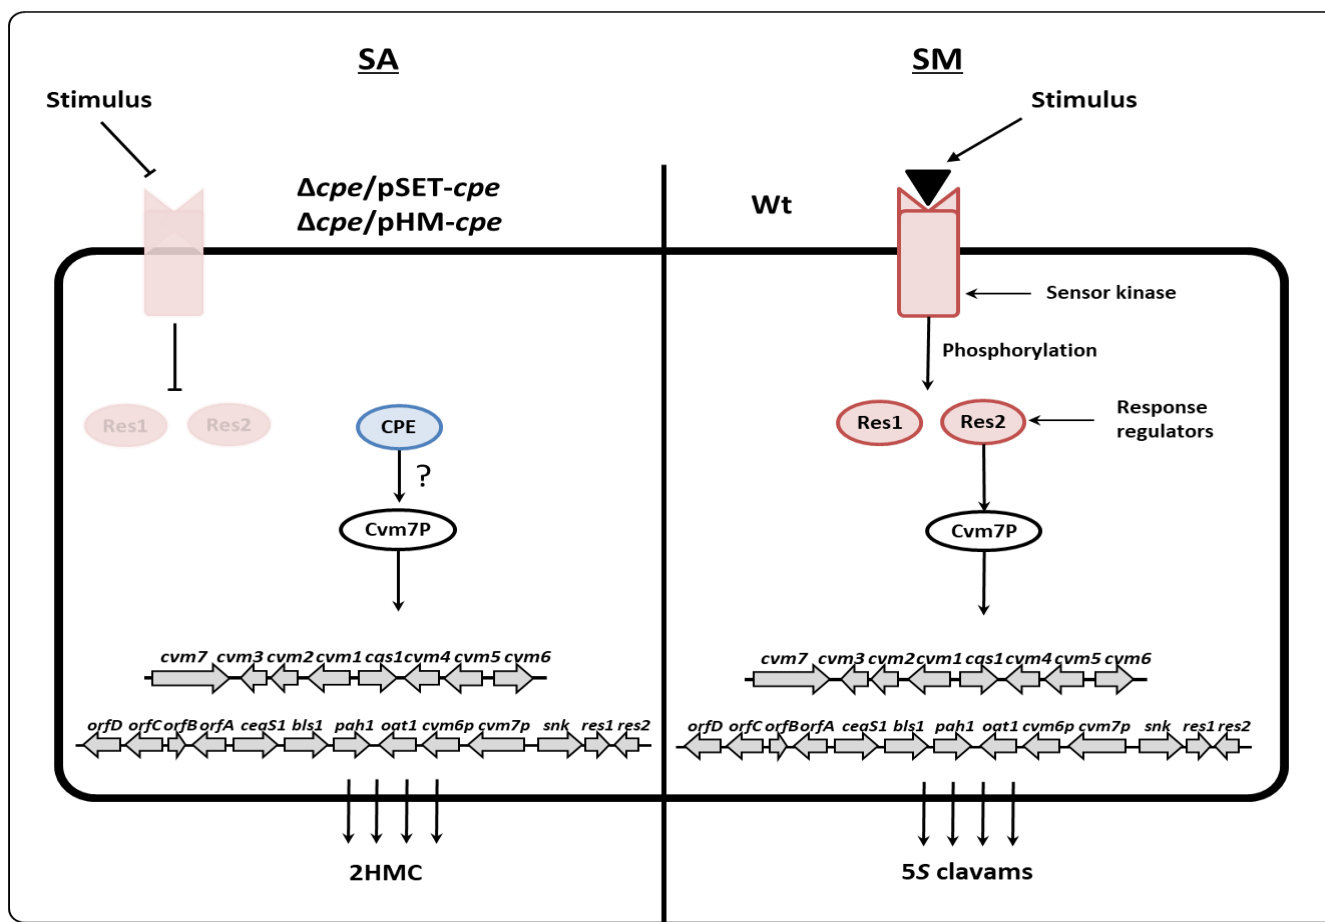 SA
Stimulus
Δcpe/pSET-cpe
Δcpe/pHM-cpe
Res1
Res2
CPE
?
Cvm7P
cvm7 cvm3 cvm2 cvm1 cas1 cvm4 cvm5 cvm6
orfD orfC orfB orfA ceaS1 bls1 pah1 oat1 cvm6p cvm7p snk res1 res2
2HMC
SM
Stimulus
Wt
Sensor kinase
Phosphorylation
Res1
Res2
Response
regulators
Cvm7P
cvm7 cvm3 cvm2 cvm1 cas1 cvm4 cvm5 cvm6
orfD orfC orfB orfA ceaS1 bls1 pah1 oat1 cvm6p cvm7p snk res1 res2
5S clavams